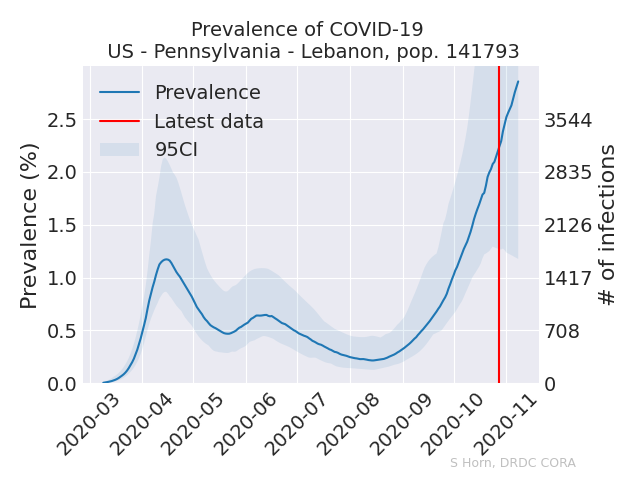 Prevalence of COVID-19
US - Pennsylvania - Lebanon, pop. 141793
Prevalence
Latest data
95CI
Prevalence (%)
2.5
2.0
1.5
1.0
0.5
0.0
3544
2835
2126
1417
708
0
# of infections
2020-03
2020-04
2020-05
2020-06
2020-07
2020-08
2020-09
2020-10
2020-11
S Horn, DRDC CORA